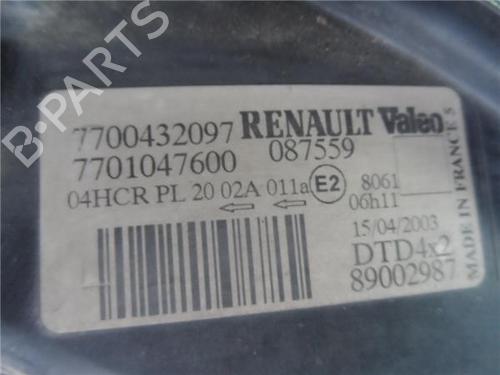 7700432097 RENAULT Valeo
7701047600 087559
04HCR PL 20 02A 011a E2 8061
06h11
15/04/2003
DTD4x2
89002987
MADE IN FRANCE 5
B-PARTS